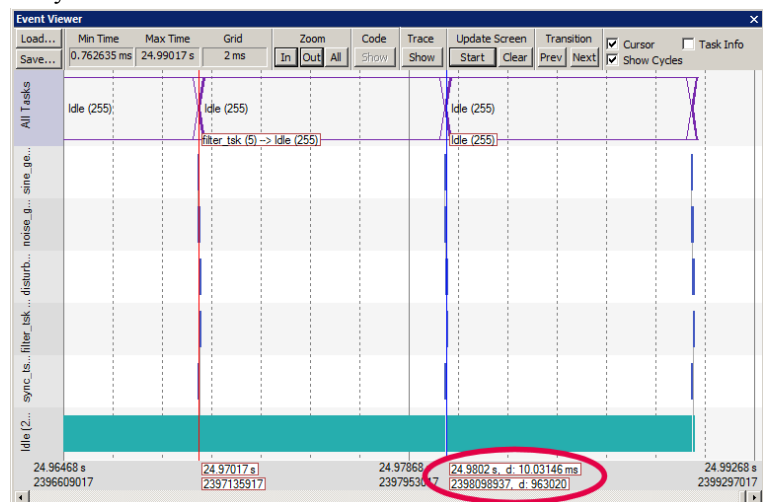 Event Viewer
Load... Min Time Max Time Grid Zoom Code Trace Update Screen Transition Cursor Task Info
Save... 0.762635 ms 24.99017 s 2 ms In Out All Show Show Start Clear Prev Next Show Cycles
All Tasks
Idle (255) Idle (255) Idle (255)
filter_tsk (5) --> Idle (255) Idle (255)
sine_ge...
noise_g...
disturb...
filter_tsk ...
sync_ts...
Idle (2...
24.96468 s 24.97017 s 24.97868 24.9802 s, d: 10.03146 ms 24.99268 s
2396609017 2397135917 2397953017 2398098937, d: 963020 2399297017